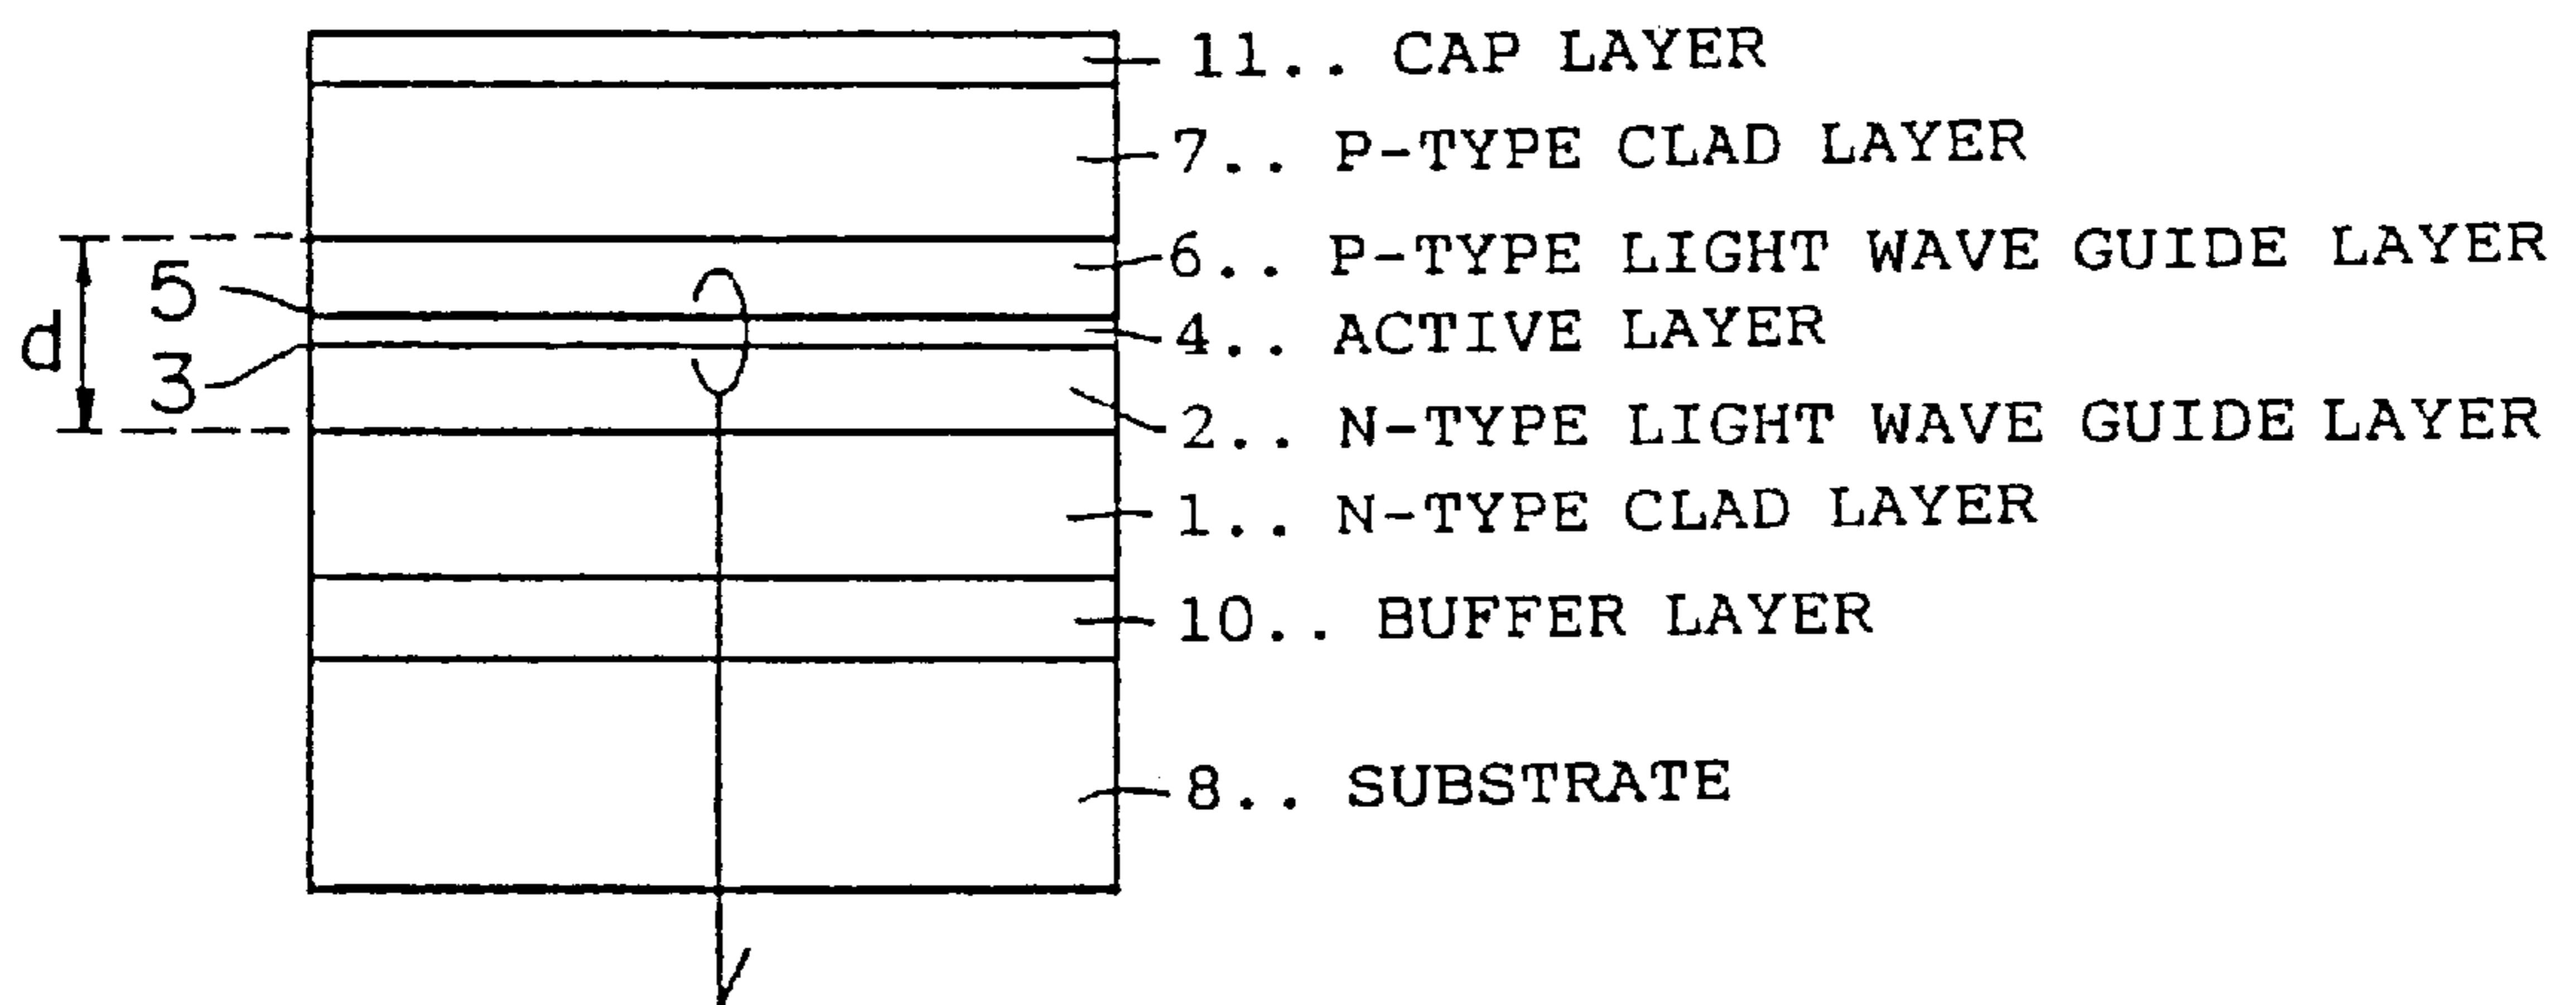 11.. CAP LAYER
7.. P-TYPE CLAD LAYER
6.. P-TYPE LIGHT WAVE GUIDE LAYER
5
4.. ACTIVE LAYER
d
3
2.. N-TYPE LIGHT WAVE GUIDE LAYER
1.. N-TYPE CLAD LAYER
10.. BUFFER LAYER
8.. SUBSTRATE